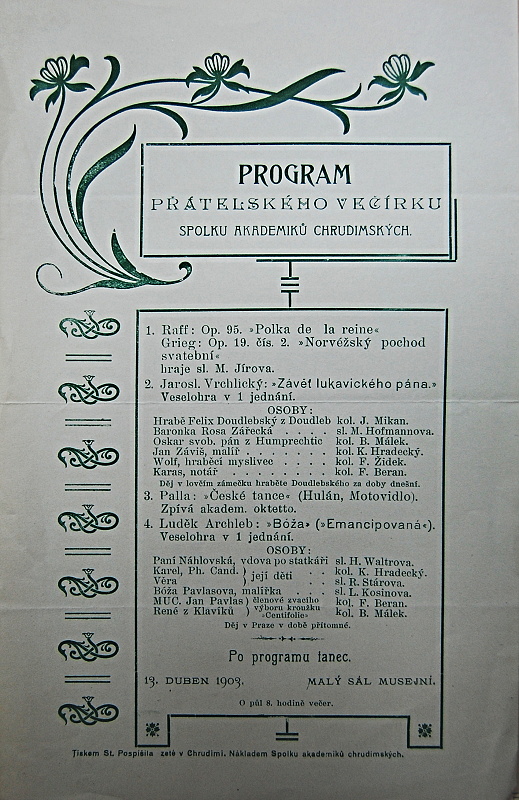 PROGRAM
PŘÁTELSKÉHO VEČÍRKU
SPOLKU AKADEMIKŮ CHRUDIMSKÝCH.
1. Raff: Op. 95. »Polka de la reine«
Grieg: Op. 19. čís. 2. »Norvéžský pochod
svatební«
hraje sl. M. Jírova.
2. Jarosl. Vrchlický: »Závěť lukavického pána.»
Veselohra v 1 jednání.
OSOBY:
Hrabě Felix Doudlebský z Doudleb kol. J. Mikan.
Baronka Rosa Zářecká . . . . . sl. M. Hofmannova.
Oskar svob. pán z Humprechtic kol. B. Málek.
Jan Záviš, malíř . . . . . . . kol. K. Hradecký.
Wolf, hraběcí myslivec . . . . . kol. F. Židek.
Karas, notář . . . . . . . . kol. F. Beran.
Děj v lovčím zámečku hraběte Doudlebského za doby dnešní.
3. Palla: »České tance« (Hulán, Motovidlo).
Zpívá akadem. oktetto.
4. Luděk Archleb: »Bóža» (»Emancipovaná«).
Veselohra v 1 jednání.
OSOBY:
Paní Náhlovská, vdova po statkáři sl. H. Waltrova.
Karel, Ph. Cand. } její děti . . kol. K. Hradecký.
Věra } . . sl. R. Stárova.
Bóža Pavlasova, malířka . . . sl. L. Kosinova.
MUC. Jan Pavlas ) členové zvacího kol. F. Beran.
René z Klavíků ) výboru kroužku »Centifolie« kol. B. Málek.
Děj v Praze v době přítomné.
Po programu tanec.
13. DUBEN 1903. MALÝ SÁL MUSEJNÍ.
O půl 8. hodině večer.
Tiskem St. Pospíšila zetě v Chrudimi. Nákladem Spolku akademiků chrudimských.